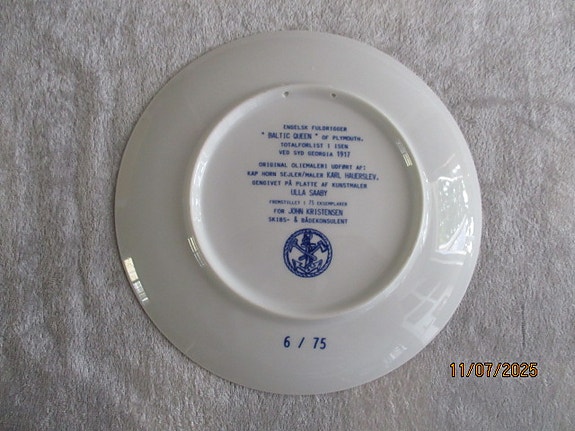 ENGELSK FULDRIGGER
" BALTIC QUEEN " OF PLYMOUTH.
TOTALFORLIST I ISEN
VED SYD GEORGIA 1917
ORIGINAL OLIEMALERI UDFØRT AF:
KAP HORN SEJLER/MALER KARL HAUERSLEV.
GENGIVET PÅ PLATTE AF KUNSTMALER
ULLA SAABY
FREMSTILLET I 75 EKSEMPLARER
FOR JOHN KRISTENSEN
SKIBS- & BÅDEKONSULENT
6 / 75
11/07/2025